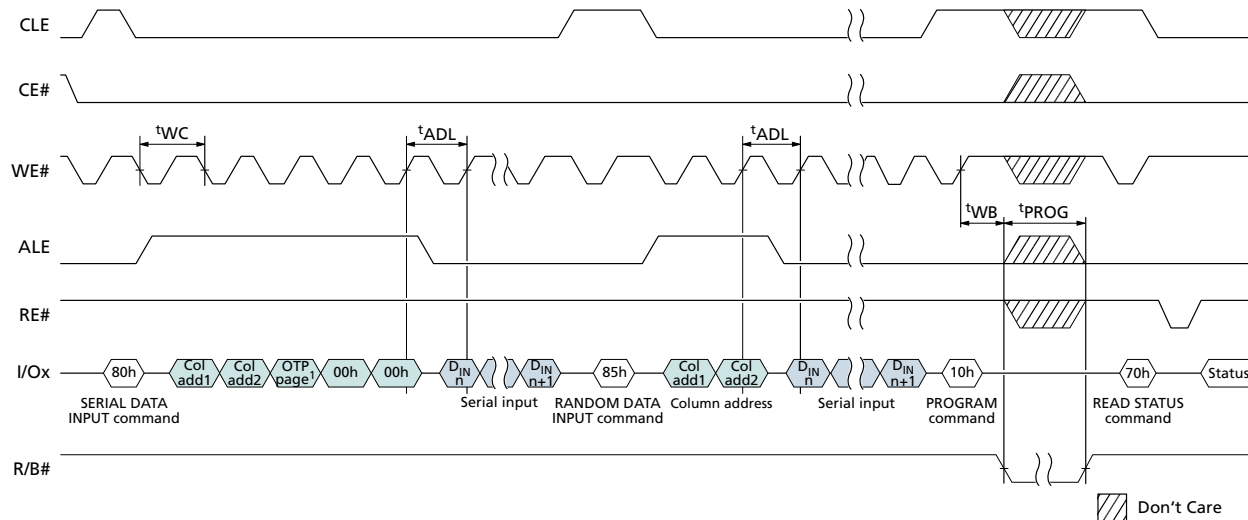 CLE
CE#
tWC
tADL
tADL
WE#
tWB
tPROG
ALE
RE#
I/Ox
80h
Col add1
Col add2
OTP page1
00h
00h
DIN n
DIN n+1
85h
Col add1
Col add2
DIN n
DIN n+1
10h
70h
Status
SERIAL DATA
INPUT command
Serial input
RANDOM DATA
INPUT command
Column address
Serial input
PROGRAM
command
READ STATUS
command
R/B#
Don't Care